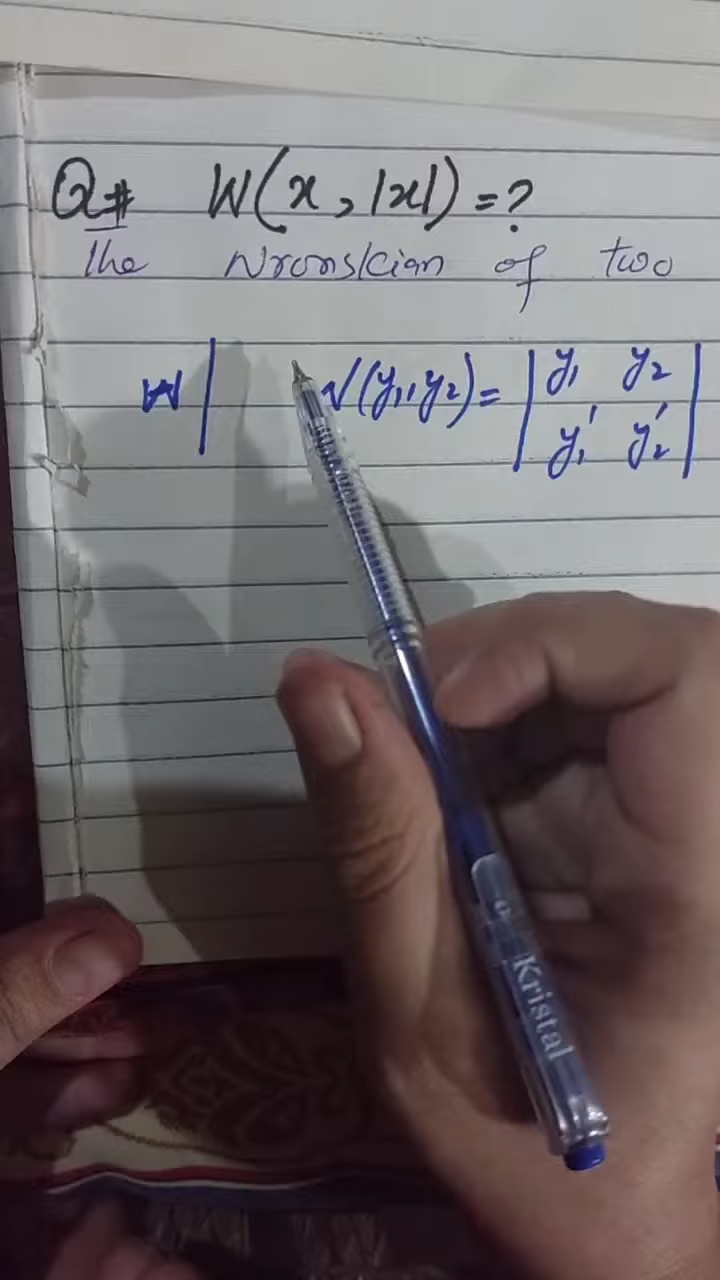 Q# W(x, |x|) = ?
The Wronskian of two
W | W(y₁, y₂) = | y₁ y₂ |
| y₁' y₂' |
Kristal